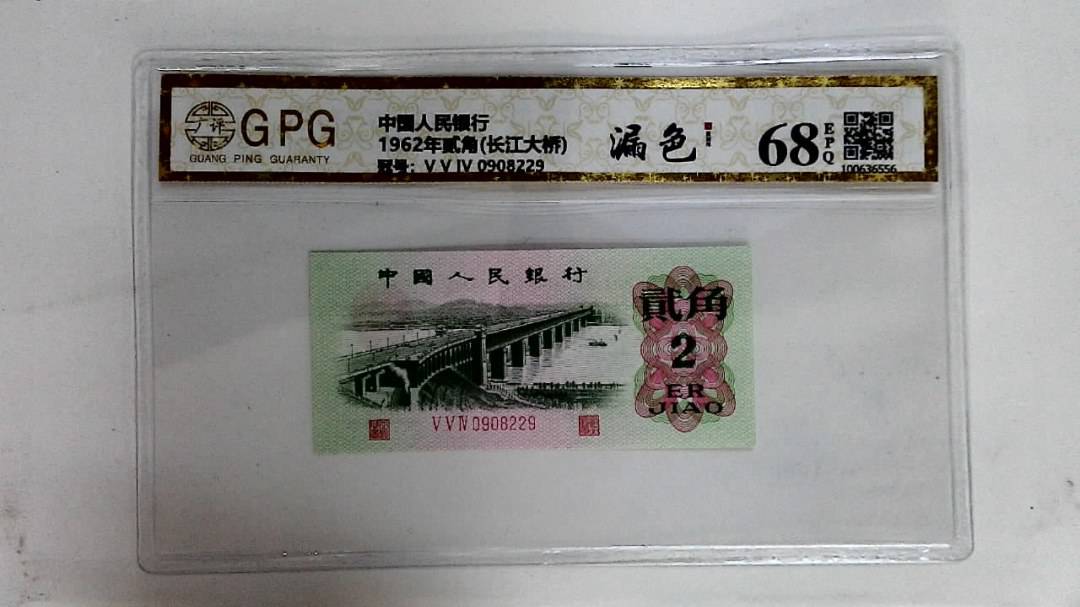 广评
GPG
GUANG PING GUARANTY
中国人民银行
1962年贰角(长江大桥)
冠号: V V IV 0908229
漏色
68
EPQ
100636556
中國人民銀行
貳角
2
ER
JIAO
V V Ⅳ 0908229